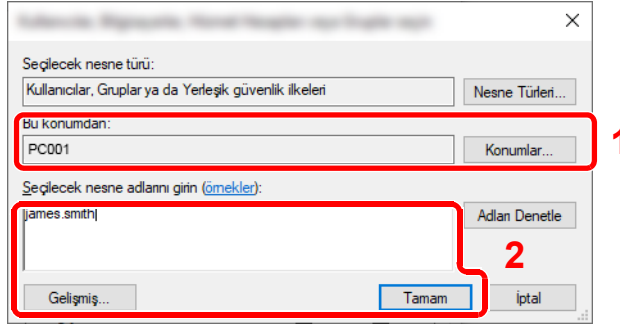 Seçilecek nesne türü:
Kullanıcılar, Gruplar ya da Yerleşik güvenlik ilkeleri
Nesne Türleri...
Bu konumdan:
PC001
Konumlar...
1
Seçilecek nesne adlarını girin (örnekler):
james.smith
Adları Denetle
2
Gelişmiş...
Tamam
İptal